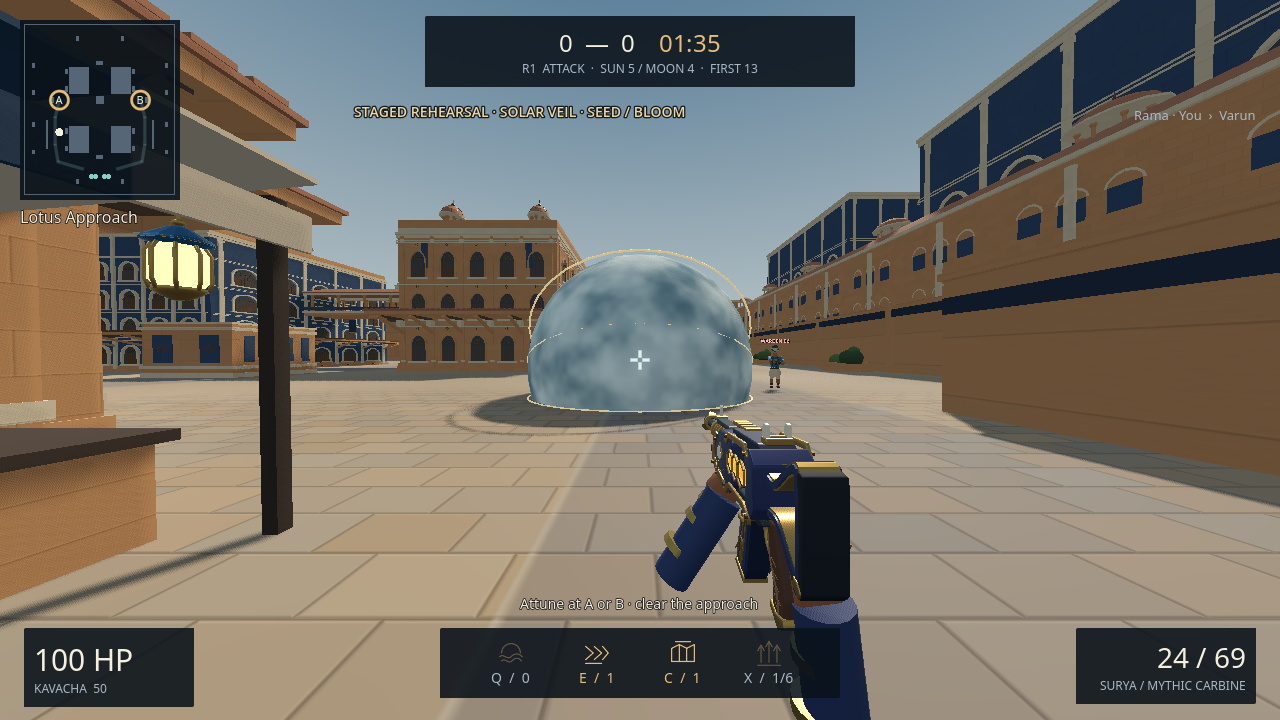 0 — 0 01:35
R1 ATTACK · SUN 5 / MOON 4 · FIRST 13
STAGED REHEARSAL · SOLAR VEIL · SEED / BLOOM
Rama · You › Varun
A
B
Lotus Approach
Attune at A or B · clear the approach
100 HP
KAVACHA 50
Q / 0
E / 1
C / 1
X / 1/6
24 / 69
SURYA / MYTHIC CARBINE